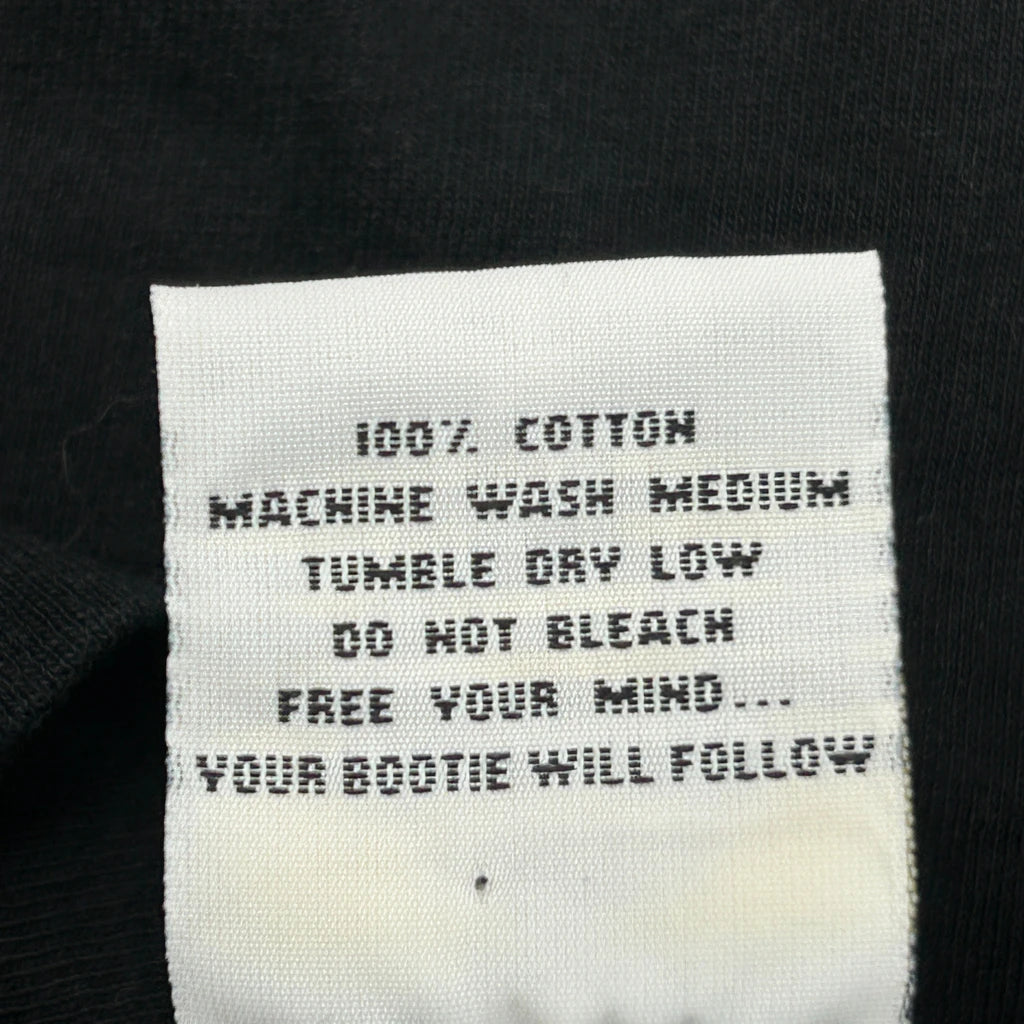 100% COTTON
MACHINE WASH MEDIUM
TUMBLE DRY LOW
DO NOT BLEACH
FREE YOUR MIND...
YOUR BOOTIE WILL FOLLOW